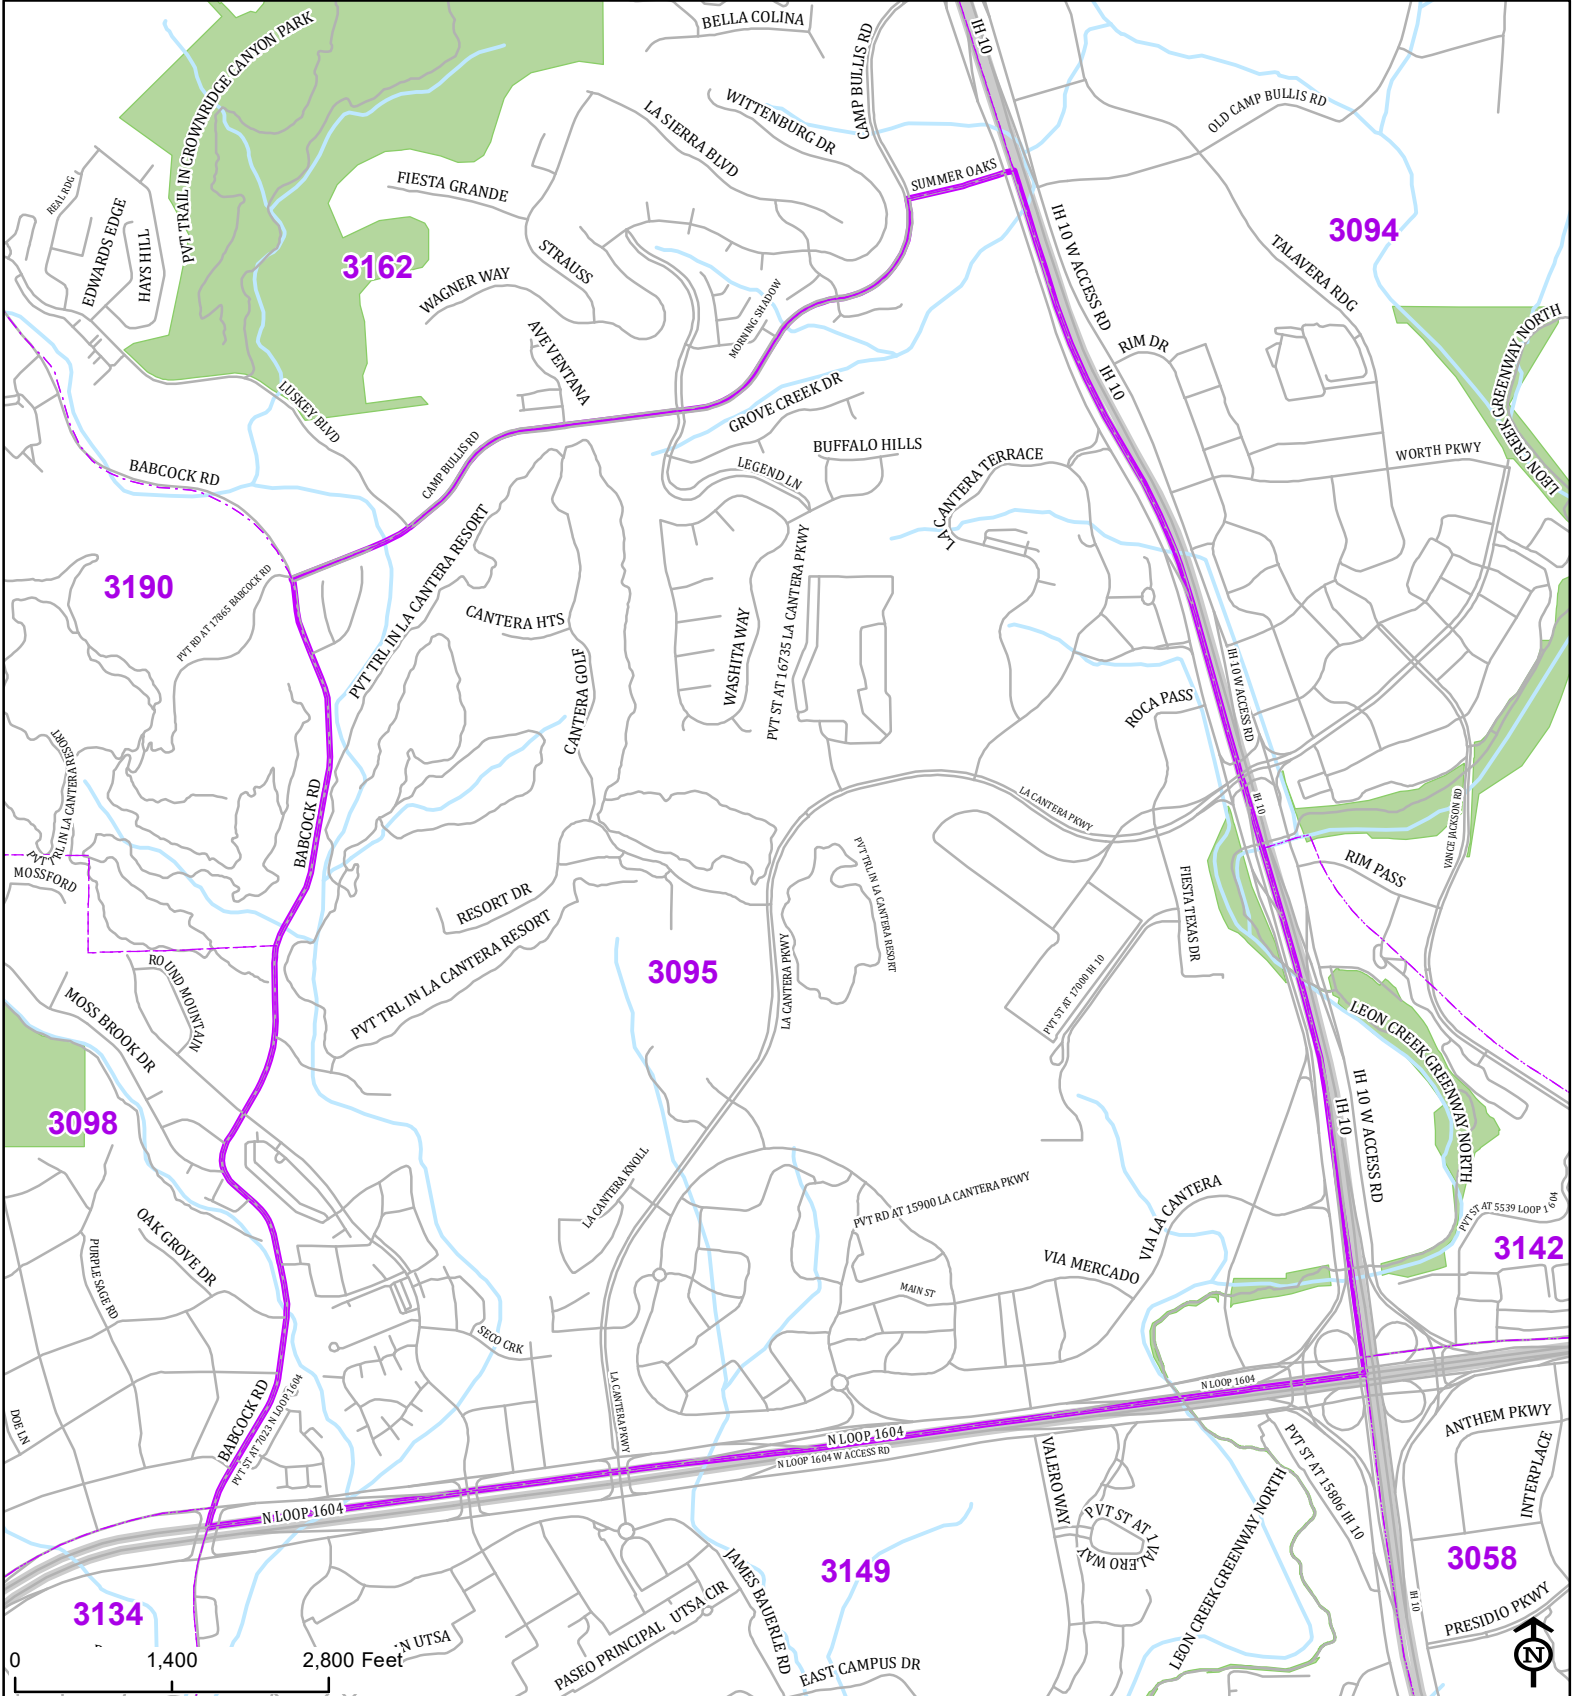 BELLA COLINA
CAMP BULLIS RD
IH 10
PVT TRAIL IN CROWNRIDGE CANYON PARK
WITTENBURG DR
LA SIERRA BLVD
OLD CAMP BULLIS RD
SUMMER OAKS
FIESTA GRANDE
REAL RDG
EDWARDS EDGE
HAYS HILL
3162
STRAUSS
WAGNER WAY
IH 10 W ACCESS RD
3094
TALAVERA RDG
MORNING SHADOW
AVE VENTANA
RIM DR
IH 10
LEON CREEK GREENWAY NORTH
LUSKEY BLVD
GROVE CREEK DR
BUFFALO HILLS
CAMP BULLIS RD
BABCOCK RD
LEGEND LN
LA CANTERA TERRACE
WORTH PKWY
LEON CREEK
PVT TRL IN LA CANTERA RESORT
3190
PVT RD AT 17865 BABCOCK RD
CANTERA HTS
PVT ST AT 16735 LA CANTERA PKWY
WASHITA WAY
CANTERA GOLF
IH 10 W ACCESS RD
ROCA PASS
PVT TRL IN LA CANTERA RESORT
BABCOCK RD
LA CANTERA PKWY
IH 10
VANCE JACKSON RD
MOSSFORD
RIM PASS
PVT TRL IN LA CANTERA RESORT
FIESTA TEXAS DR
RESORT DR
PVT TRL IN LA CANTERA RESORT
3095
LA CANTERA PKWY
ROUND MOUNTAIN
MOSS BROOK DR
PVT ST AT 17000 IH 10
LEON CREEK GREENWAY NORTH
IH 10
IH 10 W ACCESS RD
3098
LA CANTERA KNOLL
PVT RD AT 15900 LA CANTERA PKWY
VIA LA CANTERA
VIA MERCADO
PVT ST AT 5539 LOOP 1604
3142
OAK GROVE DR
PURPLE SAGE RD
MAIN ST
SECO CRK
LA CANTERA PKWY
N LOOP 1604
BABCOCK RD
PVT ST AT 7023 N LOOP 1604
DOE LN
N LOOP 1604
N LOOP 1604 W ACCESS RD
VALERO WAY
ANTHEM PKWY
INTERPLACE
PVT ST AT 15806 IH 10
N LOOP 1604
PVT ST AT 1 VALERO WAY
LEON CREEK GREENWAY NORTH
3149
3058
3134
IH 10
PRESIDIO PKWY
JAMES BAUERLE RD
UTSA CIR
PASEO PRINCIPAL
N UTSA
EAST CAMPUS DR
0 1,400 2,800 Feet
N